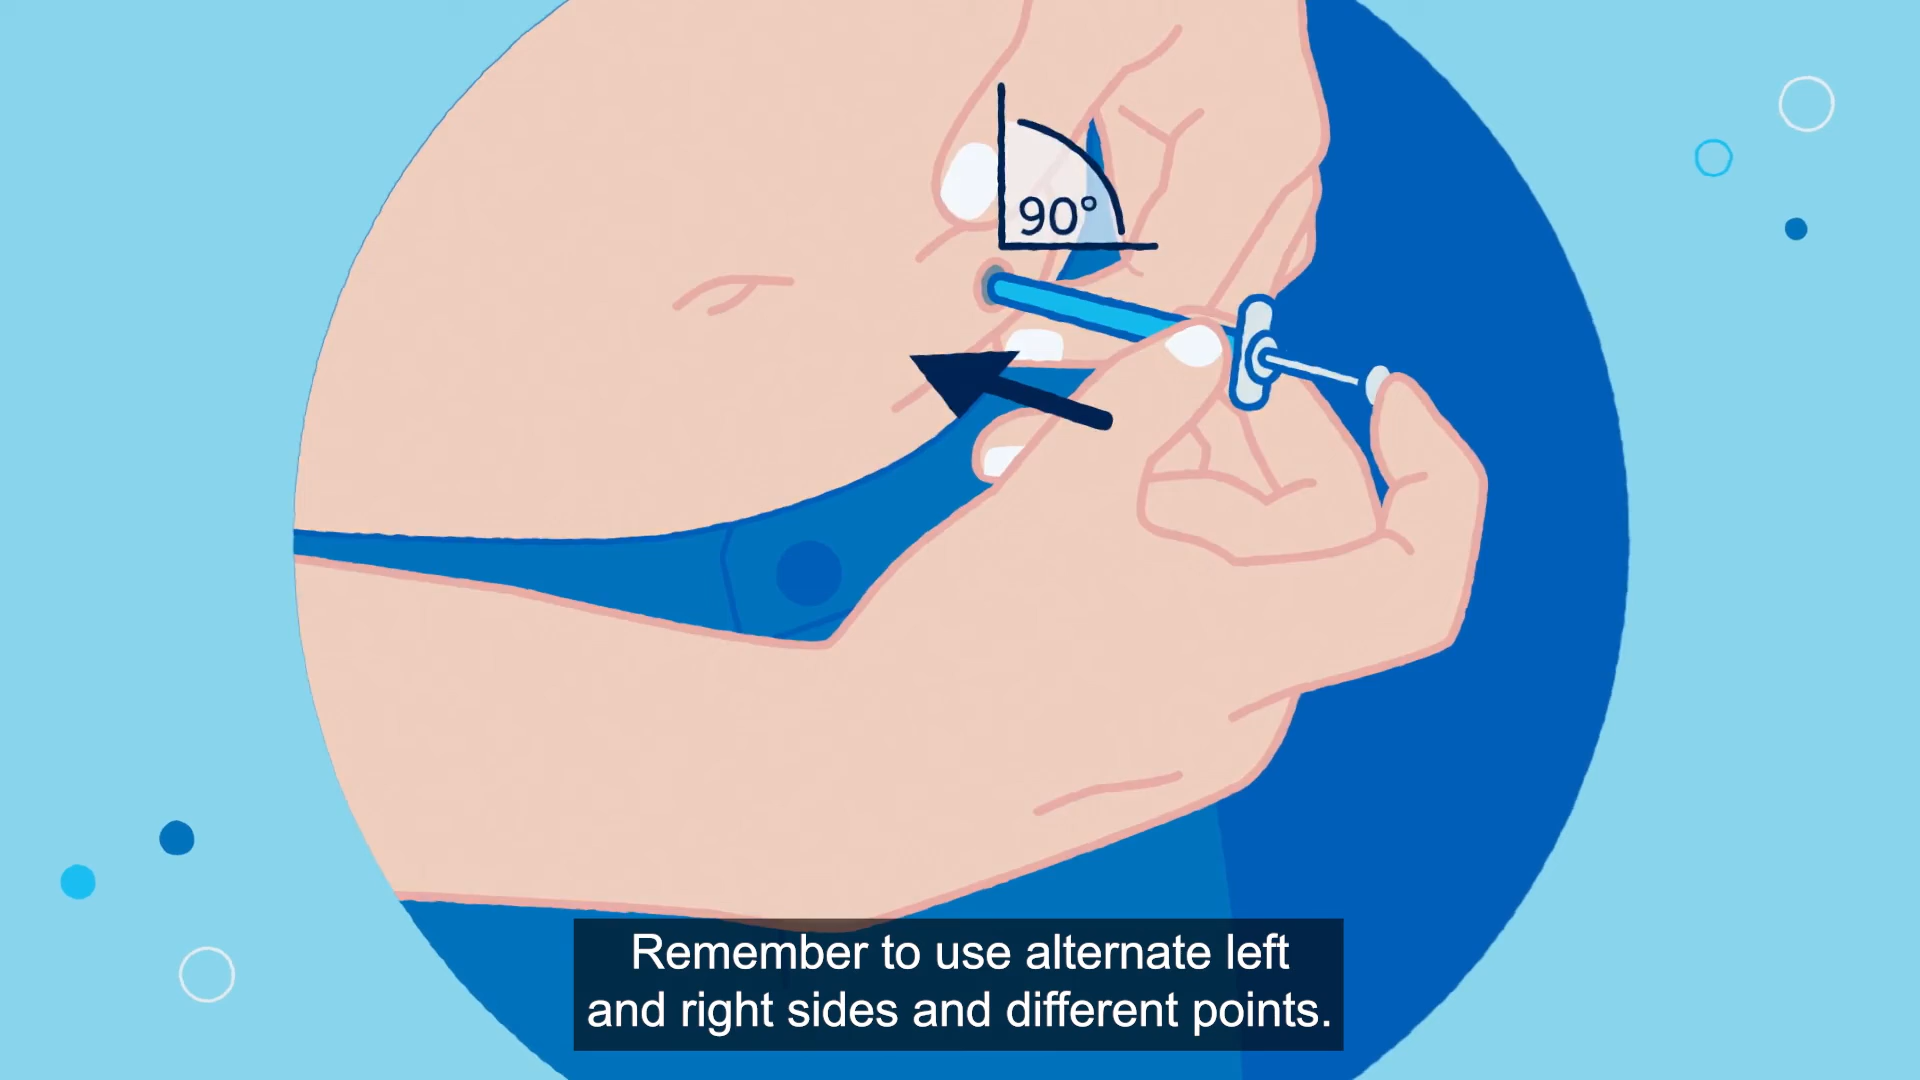 90°
Remember to use alternate left
and right sides and different points.